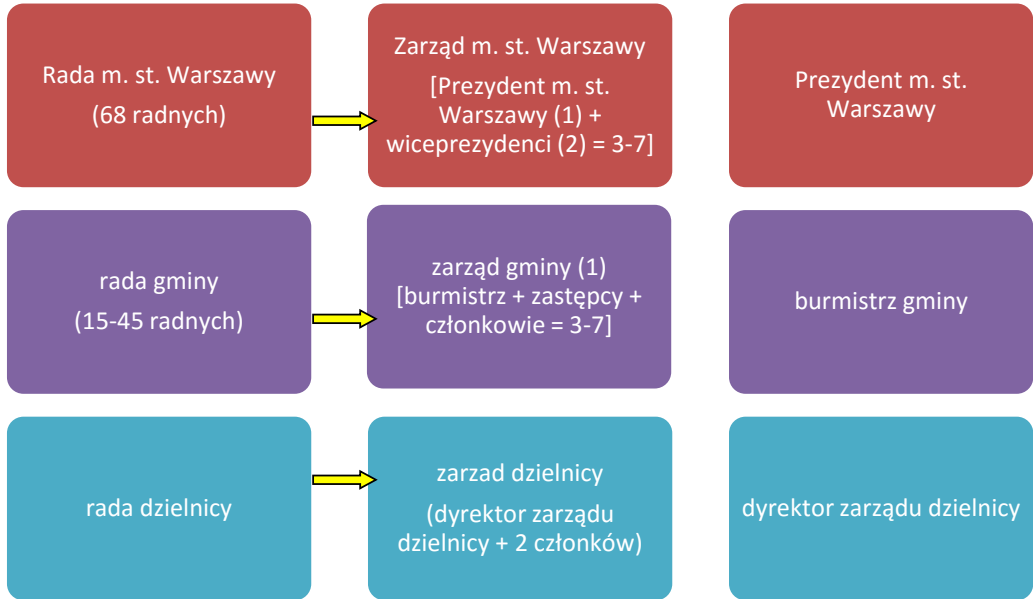 Rada m. st. Warszawy
(68 radnych)
Zarząd m. st. Warszawy
[Prezydent m. st.
Warszawy (1) +
wiceprezydenci (2) = 3-7]
Prezydent m. st.
Warszawy
rada gminy
(15-45 radnych)
zarząd gminy (1)
[burmistrz + zastępcy +
członkowie = 3-7]
burmistrz gminy
rada dzielnicy
zarzad dzielnicy
(dyrektor zarządu
dzielnicy + 2 członków)
dyrektor zarządu dzielnicy